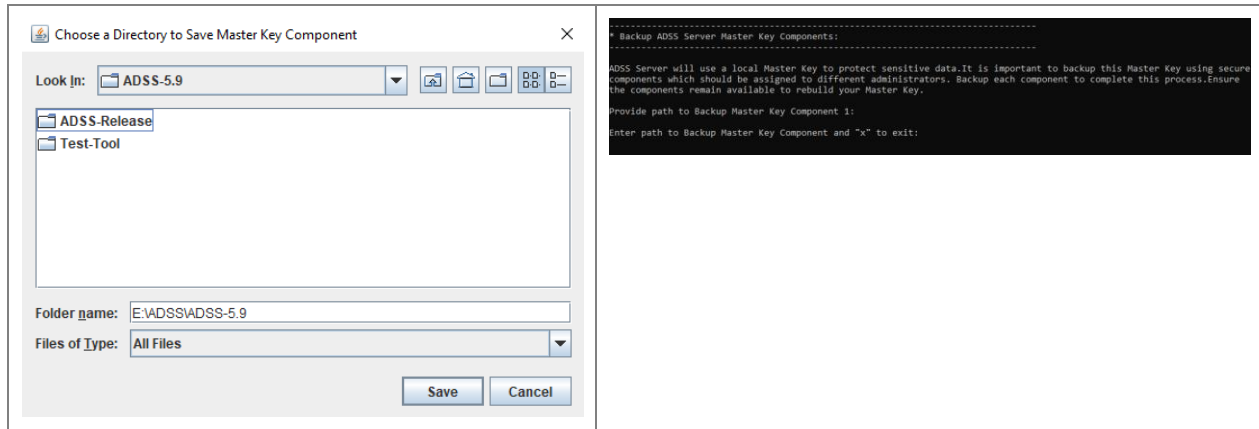 Choose a Directory to Save Master Key Component
Look In: ADSS-5.9
ADSS-Release
Test-Tool
Folder name: E:\ADSS\ADSS-5.9
Files of Type: All Files
Save Cancel
--------------------------------------------------------------------------------
* Backup ADSS Server Master Key Components:
--------------------------------------------------------------------------------
ADSS Server will use a local Master Key to protect sensitive data.It is important to backup this Master Key using secure
components which should be assigned to different administrators. Backup each component to complete this process.Ensure
the components remain available to rebuild your Master Key.
Provide path to Backup Master Key Component 1:
Enter path to Backup Master Key Component and "x" to exit: